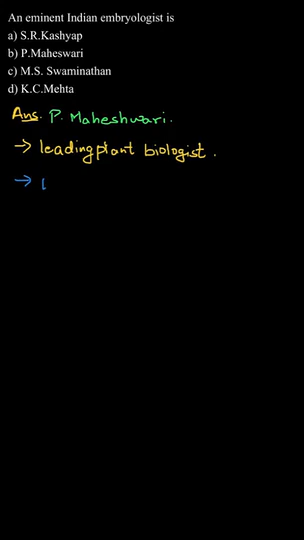 An eminent Indian embryologist is
a) S.R.Kashyap
b) P.Maheswari
c) M.S. Swaminathan
d) K.C.Mehta
Ans. P. Maheshwari.
→ leading plant biologist.
→